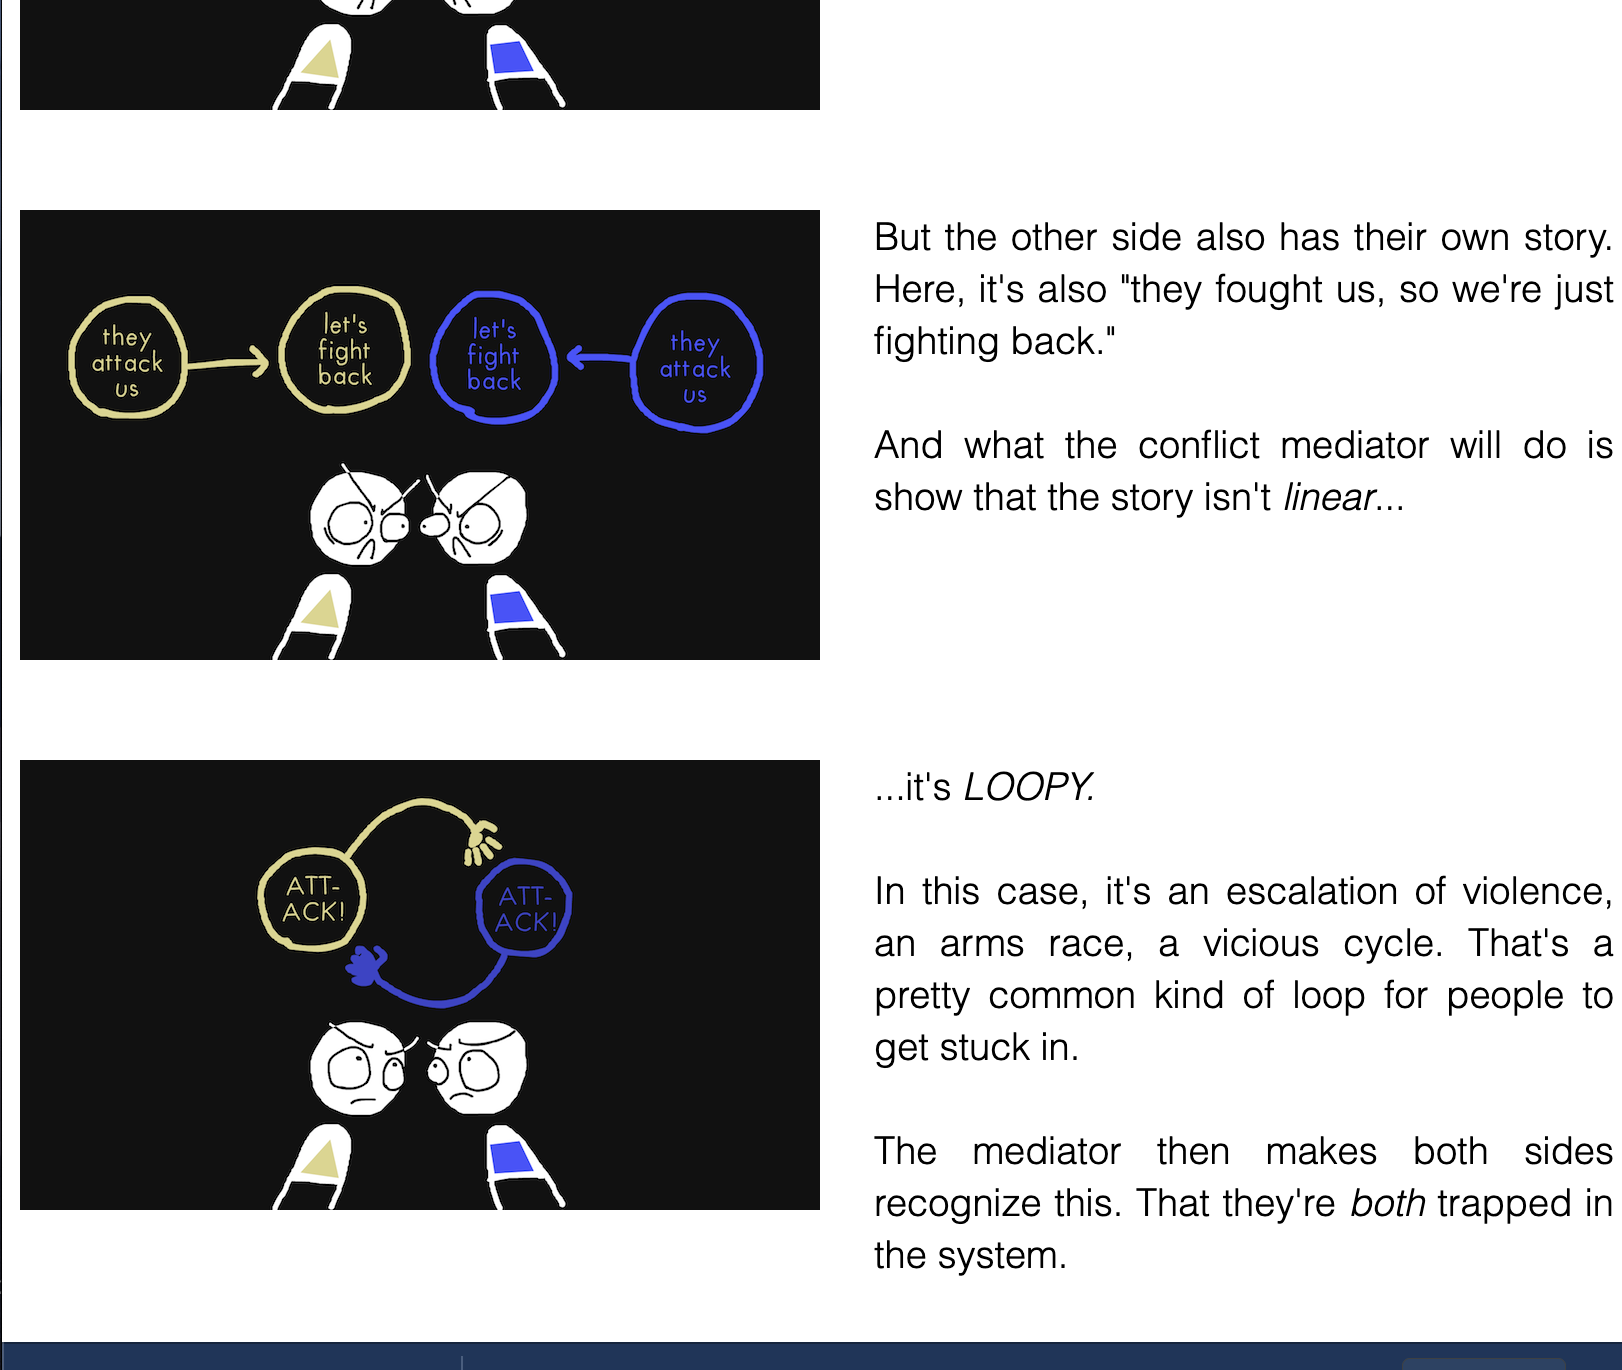 they
attack
us
let's
fight
back
let's
fight
back
they
attack
us
But the other side also has their own story.
Here, it's also "they fought us, so we're just
fighting back."
And what the conflict mediator will do is
show that the story isn't linear...
ATT-
ACK!
ATT-
ACK!
...it's LOOPY.
In this case, it's an escalation of violence,
an arms race, a vicious cycle. That's a
pretty common kind of loop for people to
get stuck in.
The mediator then makes both sides
recognize this. That they're both trapped in
the system.